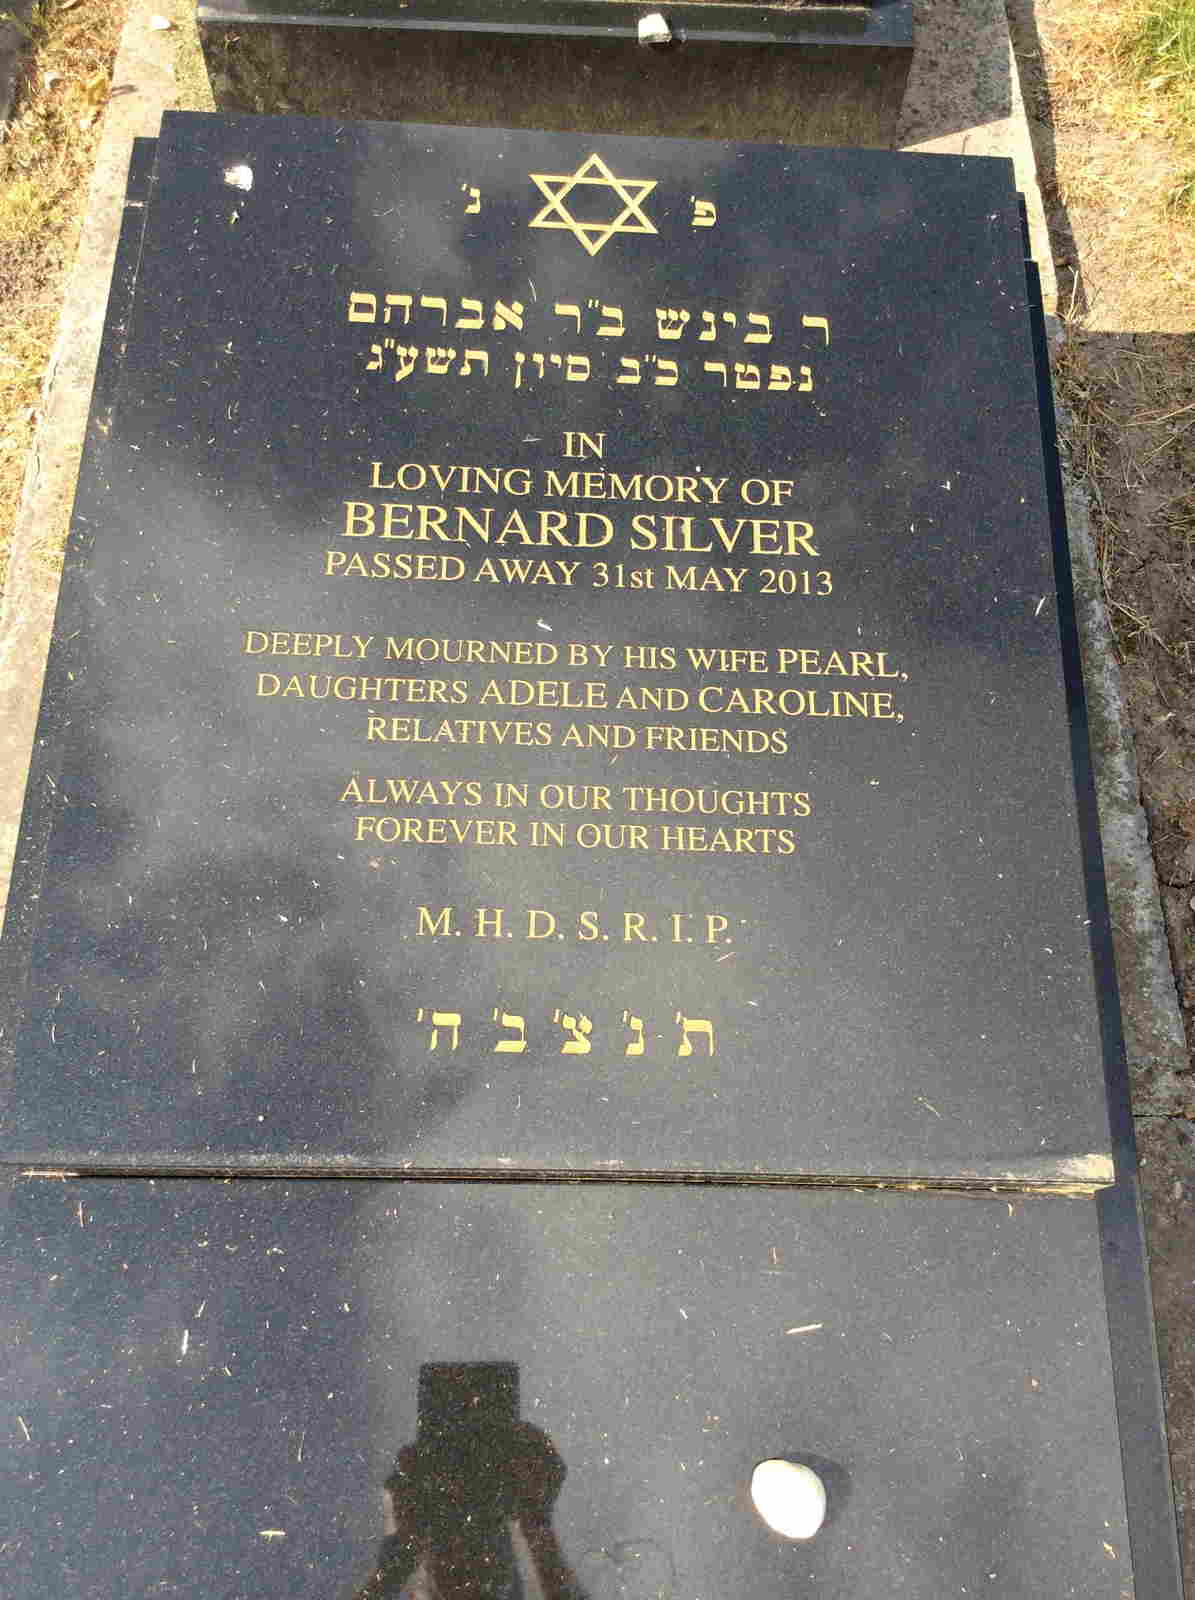 פ' נ'
ר בינש ב"ר אברהם
נפטר כ"ב סיון תשע"ג
IN
LOVING MEMORY OF
BERNARD SILVER
PASSED AWAY 31st MAY 2013
DEEPLY MOURNED BY HIS WIFE PEARL,
DAUGHTERS ADELE AND CAROLINE,
RELATIVES AND FRIENDS
ALWAYS IN OUR THOUGHTS
FOREVER IN OUR HEARTS
M. H. D. S. R. I. P.
ת' נ' צ' ב' ה'